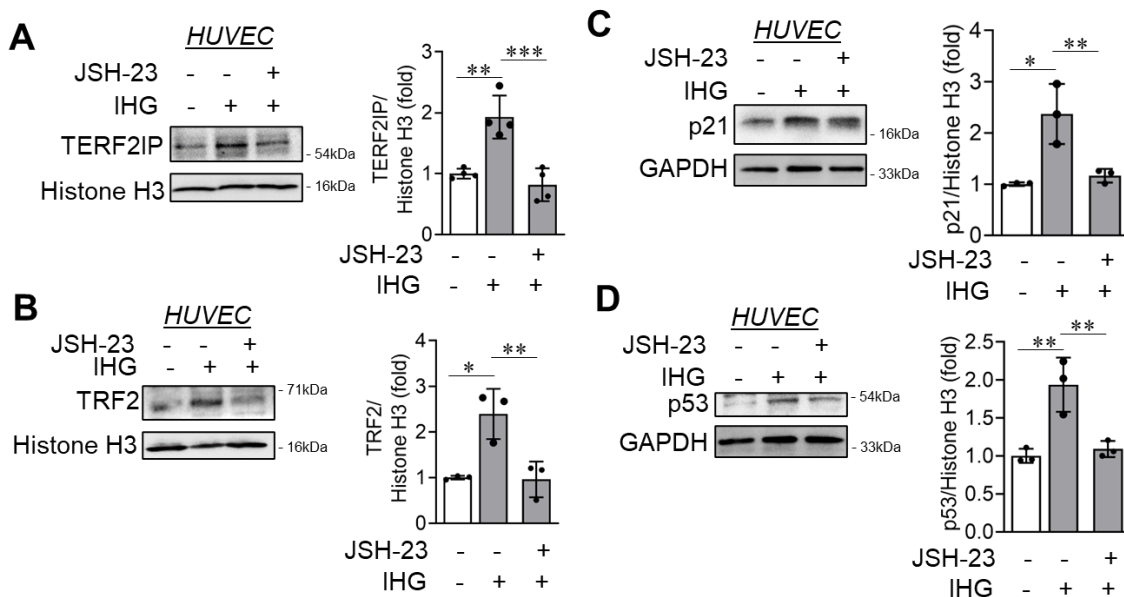 A
HUVEC
JSH-23 - - +
IHG - + +
TERF2IP
- 54kDa
Histone H3
- 16kDa
TERF2IP/
Histone H3 (fold)
3
2
1
0
** ***
JSH-23 - - +
IHG - + +
B
HUVEC
JSH-23 - - +
IHG - + +
TRF2
- 71kDa
Histone H3
- 16kDa
TRF2/
Histone H3 (fold)
4
3
2
1
0
* **
JSH-23 - - +
IHG - + +
C
HUVEC
JSH-23 - - +
IHG - + +
p21
- 16kDa
GAPDH
- 33kDa
p21/Histone H3 (fold)
4
3
2
1
0
* **
JSH-23 - - +
IHG - + +
D
HUVEC
JSH-23 - - +
IHG - + +
p53
- 54kDa
GAPDH
- 33kDa
p53/Histone H3 (fold)
2.5
2.0
1.5
1.0
0.5
0.0
** **
JSH-23 - - +
IHG - + +